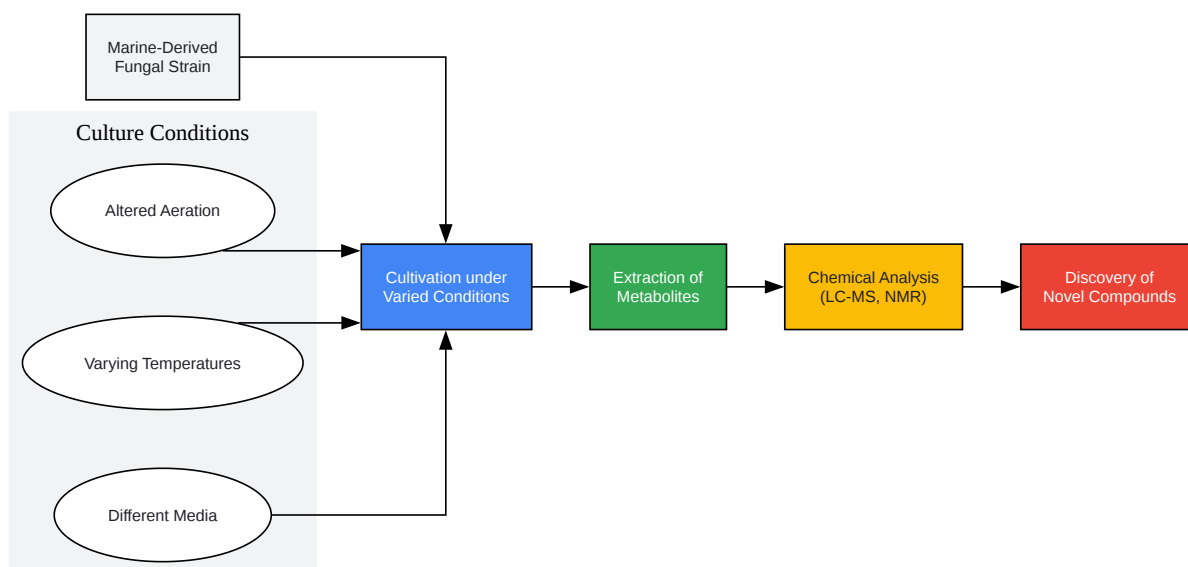 Marine-Derived
Fungal Strain
Culture Conditions
Altered Aeration
Varying Temperatures
Different Media
Cultivation under
Varied Conditions
Extraction of
Metabolites
Chemical Analysis
(LC-MS, NMR)
Discovery of
Novel Compounds